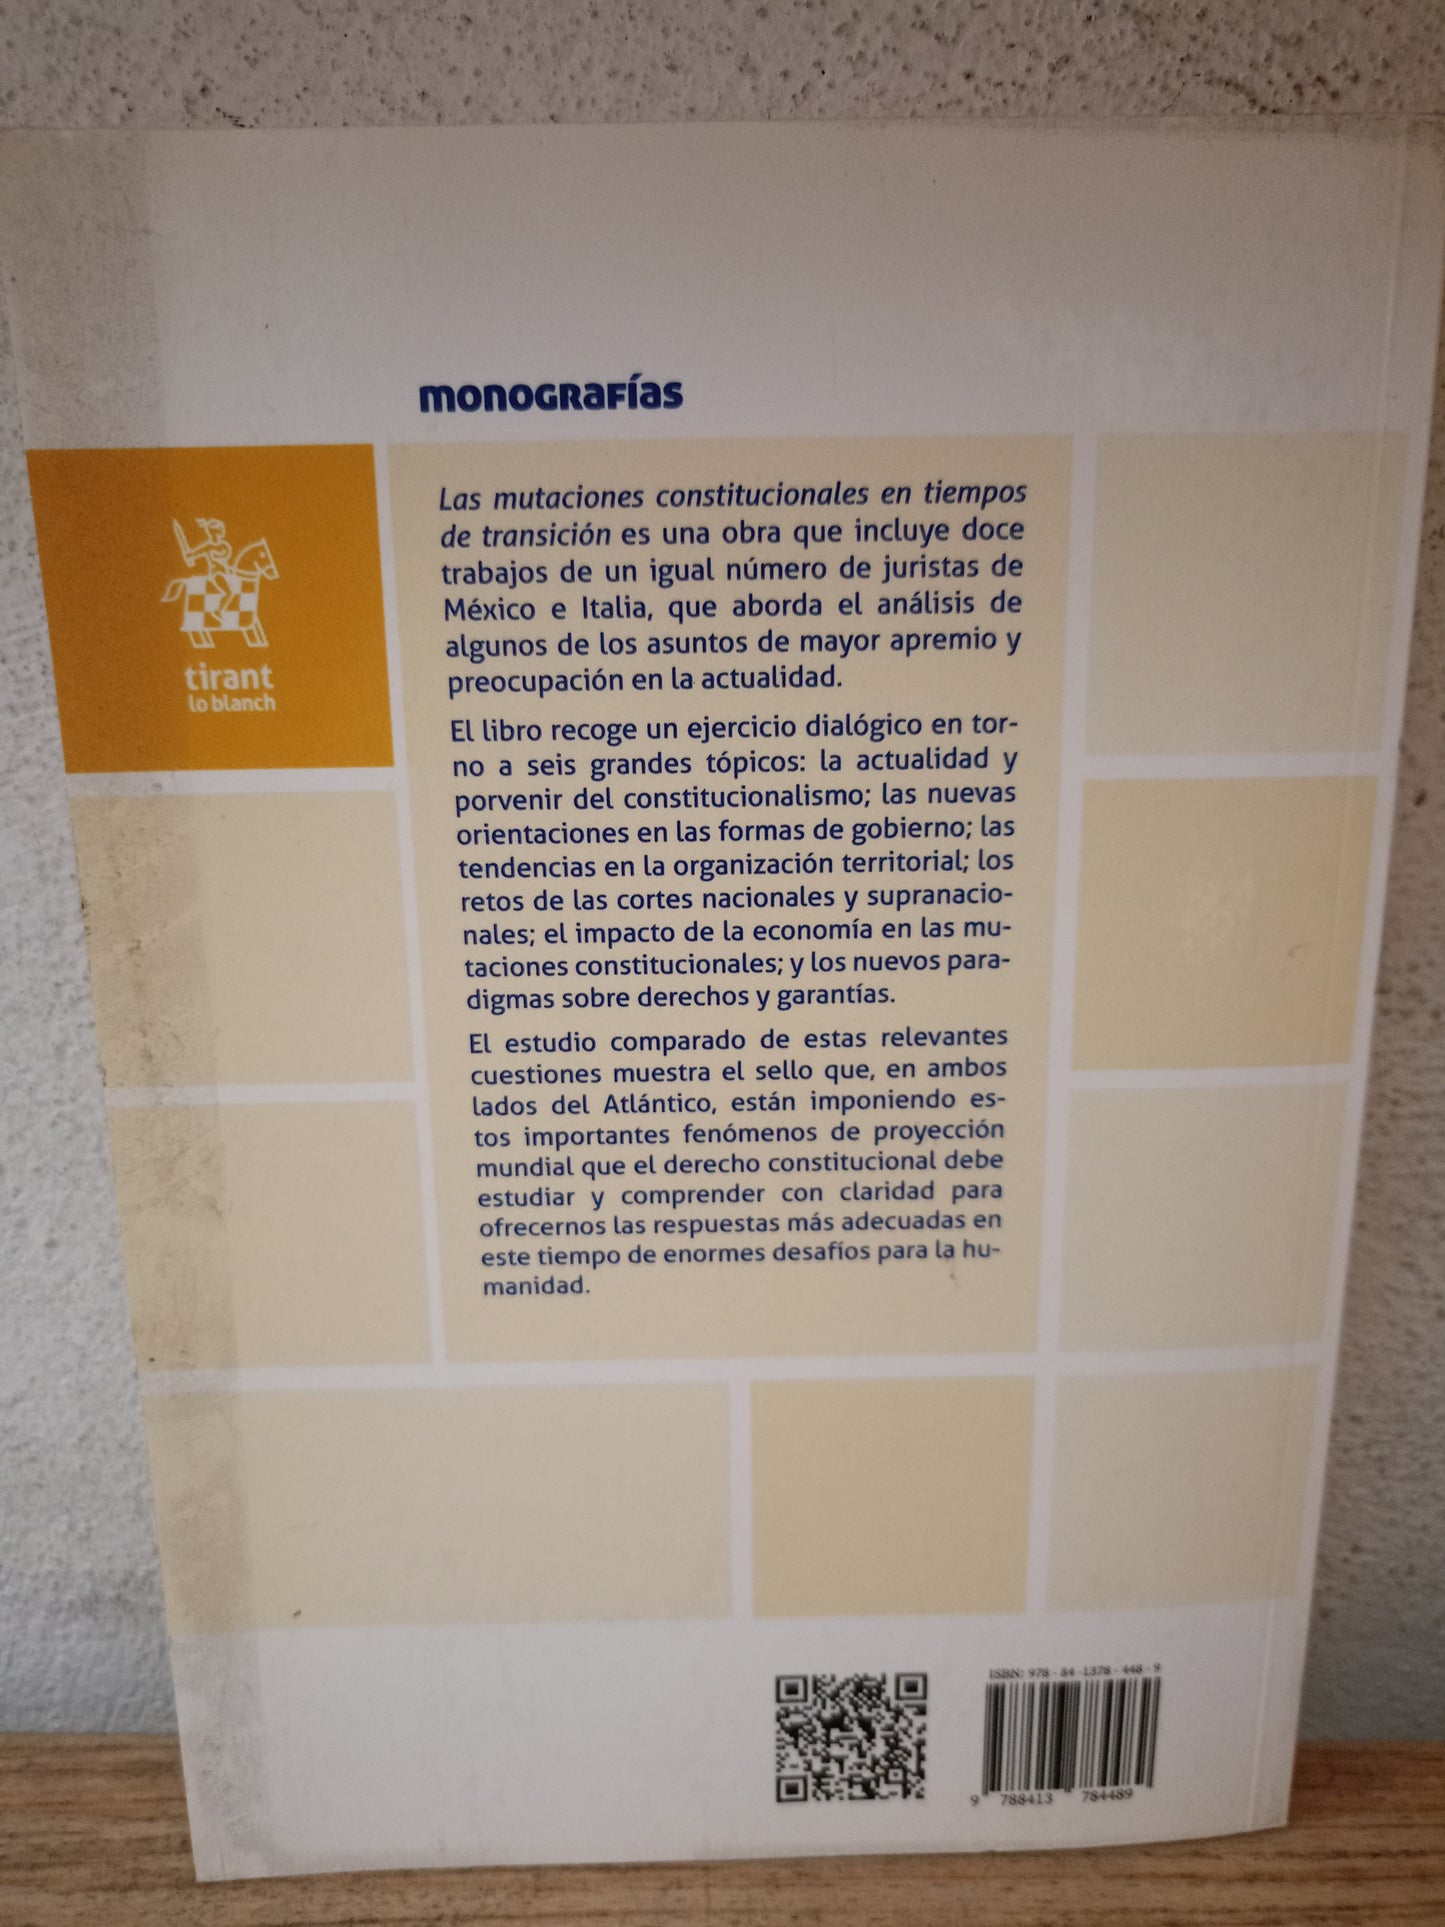 monografías
tirant
lo blanch
Las mutaciones constitucionales en tiempos
de transición es una obra que incluye doce
trabajos de un igual número de juristas de
México e Italia, que aborda el análisis de
algunos de los asuntos de mayor apremio y
preocupación en la actualidad.
El libro recoge un ejercicio dialógico en tor-
no a seis grandes tópicos: la actualidad y
porvenir del constitucionalismo; las nuevas
orientaciones en las formas de gobierno; las
tendencias en la organización territorial; los
retos de las cortes nacionales y supranacio-
nales; el impacto de la economía en las mu-
taciones constitucionales; y los nuevos para-
digmas sobre derechos y garantías.
El estudio comparado de estas relevantes
cuestiones muestra el sello que, en ambos
lados del Atlántico, están imponiendo es-
tos importantes fenómenos de proyección
mundial que el derecho constitucional debe
estudiar y comprender con claridad para
ofrecernos las respuestas más adecuadas en
este tiempo de enormes desafíos para la hu-
manidad.
ISBN: 978-84-1378-448-9
9 788413 784489